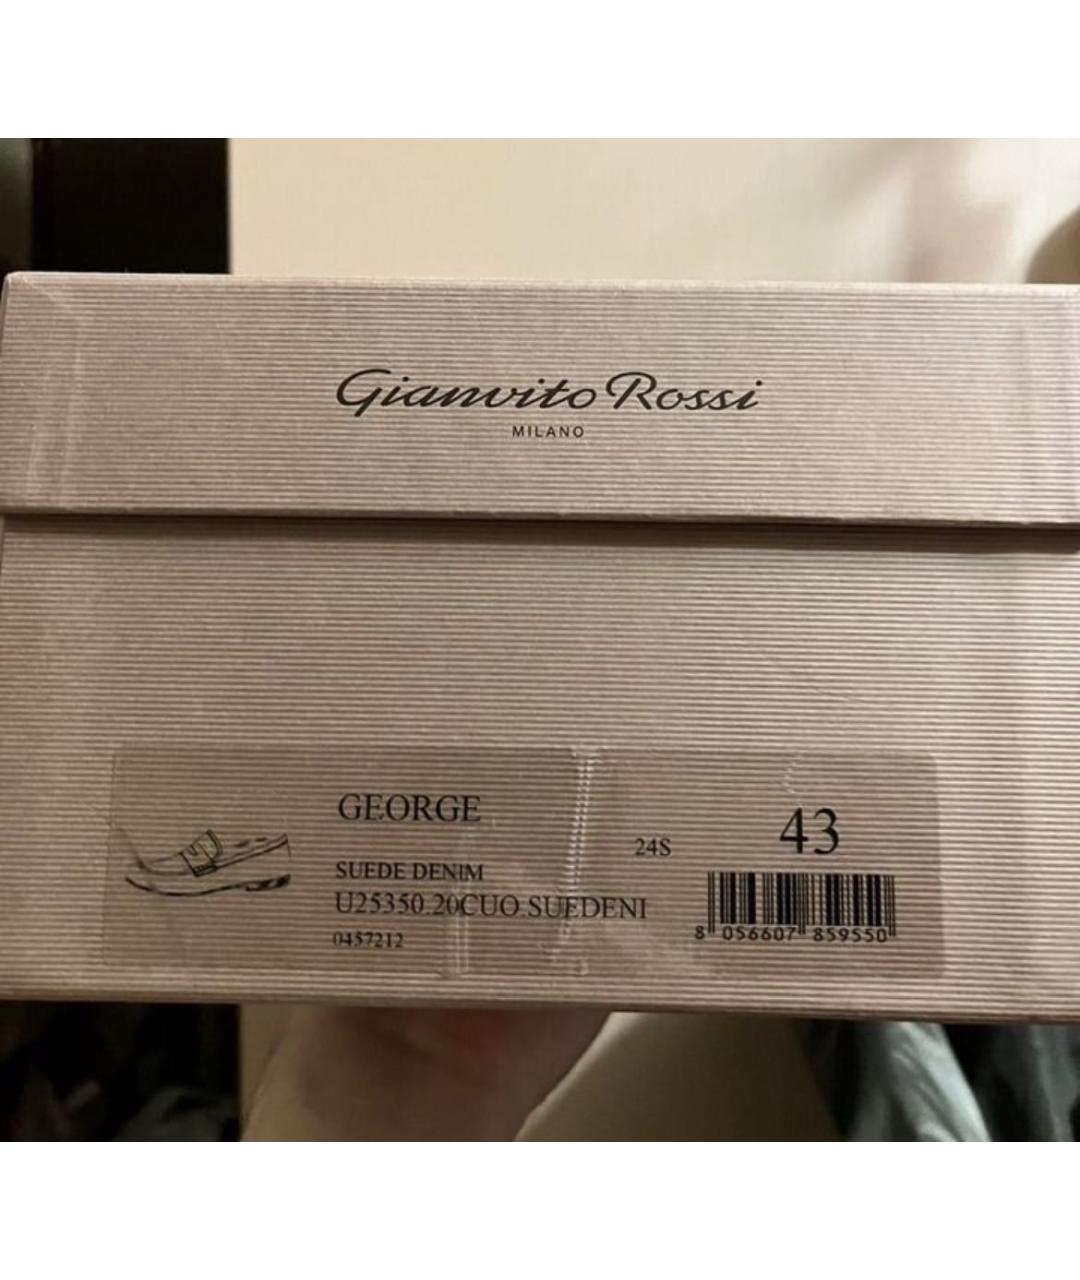 Gianvito Rossi
MILANO
GEORGE
24S
43
SUEDE DENIM
U25350.20CUO.SUEDENI
0457212
8 056607 859550